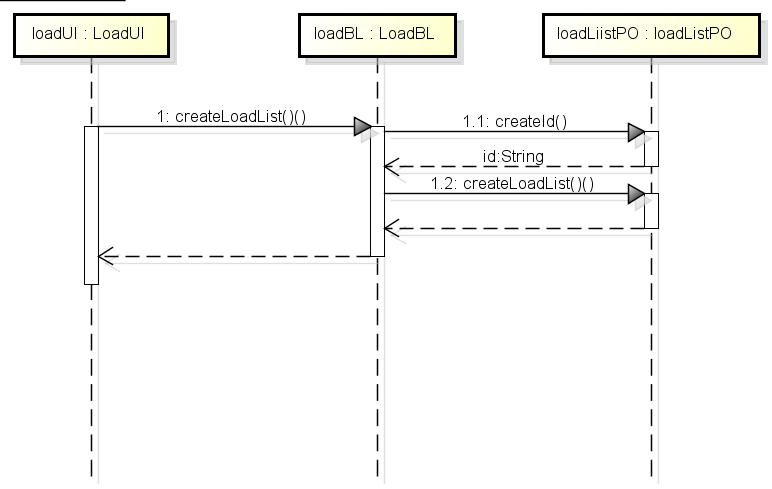 loadUI : LoadUI
loadBL : LoadBL
loadLiistPO : loadListPO
1: createLoadList()()
1.1: createId()
id:String
1.2: createLoadList()()